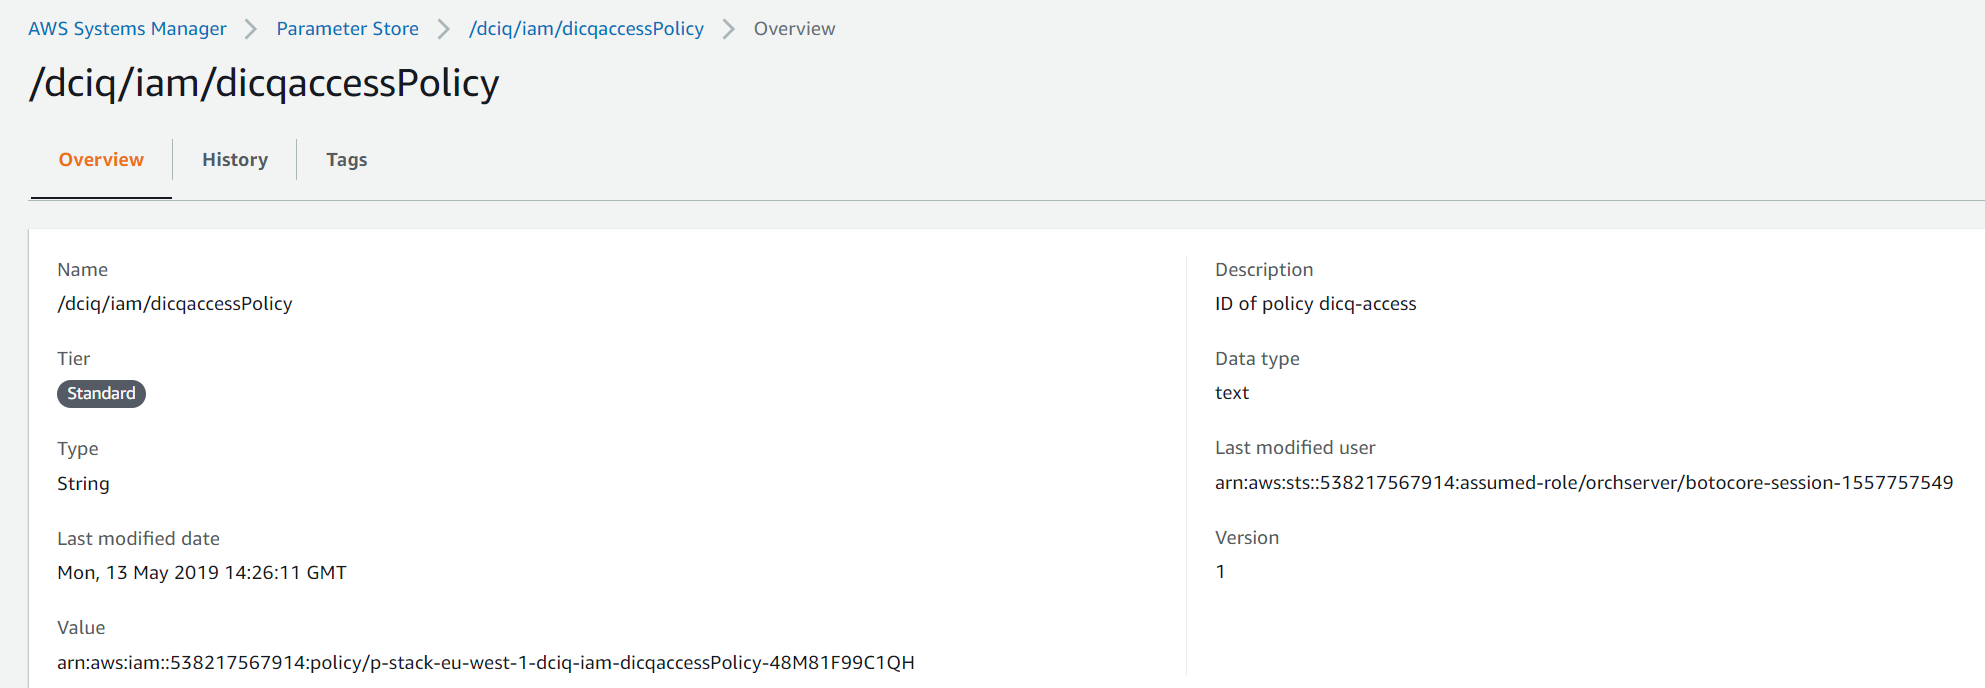 AWS Systems Manager > Parameter Store > /dciq/iam/dicqaccessPolicy > Overview
/dciq/iam/dicqaccessPolicy
Overview History Tags
Name
/dciq/iam/dicqaccessPolicy
Tier
Standard
Type
String
Last modified date
Mon, 13 May 2019 14:26:11 GMT
Value
arn:aws:iam::538217567914:policy/p-stack-eu-west-1-dciq-iam-dicqaccessPolicy-48M81F99C1QH
Description
ID of policy dicq-access
Data type
text
Last modified user
arn:aws:sts::538217567914:assumed-role/orchserver/botocore-session-1557757549
Version
1